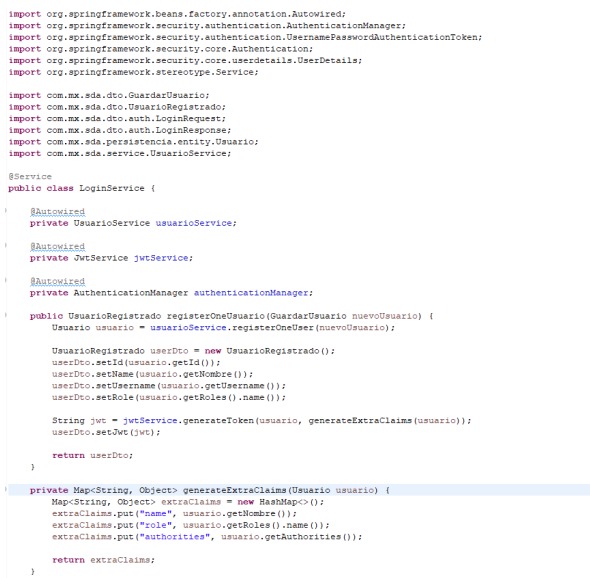 import org.springframework.beans.factory.annotation.Autowired;
import org.springframework.security.authentication.AuthenticationManager;
import org.springframework.security.authentication.UsernamePasswordAuthenticationToken;
import org.springframework.security.core.Authentication;
import org.springframework.security.core.userdetails.UserDetails;
import org.springframework.stereotype.Service;
import com.mx.sda.dto.GuardarUsuario;
import com.mx.sda.dto.UsuarioRegistrado;
import com.mx.sda.dto.auth.LoginRequest;
import com.mx.sda.dto.auth.LoginResponse;
import com.mx.sda.persistencia.entity.Usuario;
import com.mx.sda.service.UsuarioService;
@Service
public class LoginService {
@Autowired
private UsuarioService usuarioService;
@Autowired
private JwtService jwtService;
@Autowired
private AuthenticationManager authenticationManager;
public UsuarioRegistrado registerOneUsuario(GuardarUsuario nuevoUsuario) {
Usuario usuario = usuarioService.registerOneUser(nuevoUsuario);
UsuarioRegistrado userDto = new UsuarioRegistrado();
userDto.setId(usuario.getId());
userDto.setName(usuario.getNombre());
userDto.setUsername(usuario.getUsername());
userDto.setRole(usuario.getRoles().name());
String jwt = jwtService.generateToken(usuario, generateExtraClaims(usuario));
userDto.setJwt(jwt);
return userDto;
}
private Map<String, Object> generateExtraClaims(Usuario usuario) {
Map<String, Object> extraClaims = new HashMap<>();
extraClaims.put("name", usuario.getNombre());
extraClaims.put("role", usuario.getRoles().name());
extraClaims.put("authorities", usuario.getAuthorities());
return extraClaims;
}